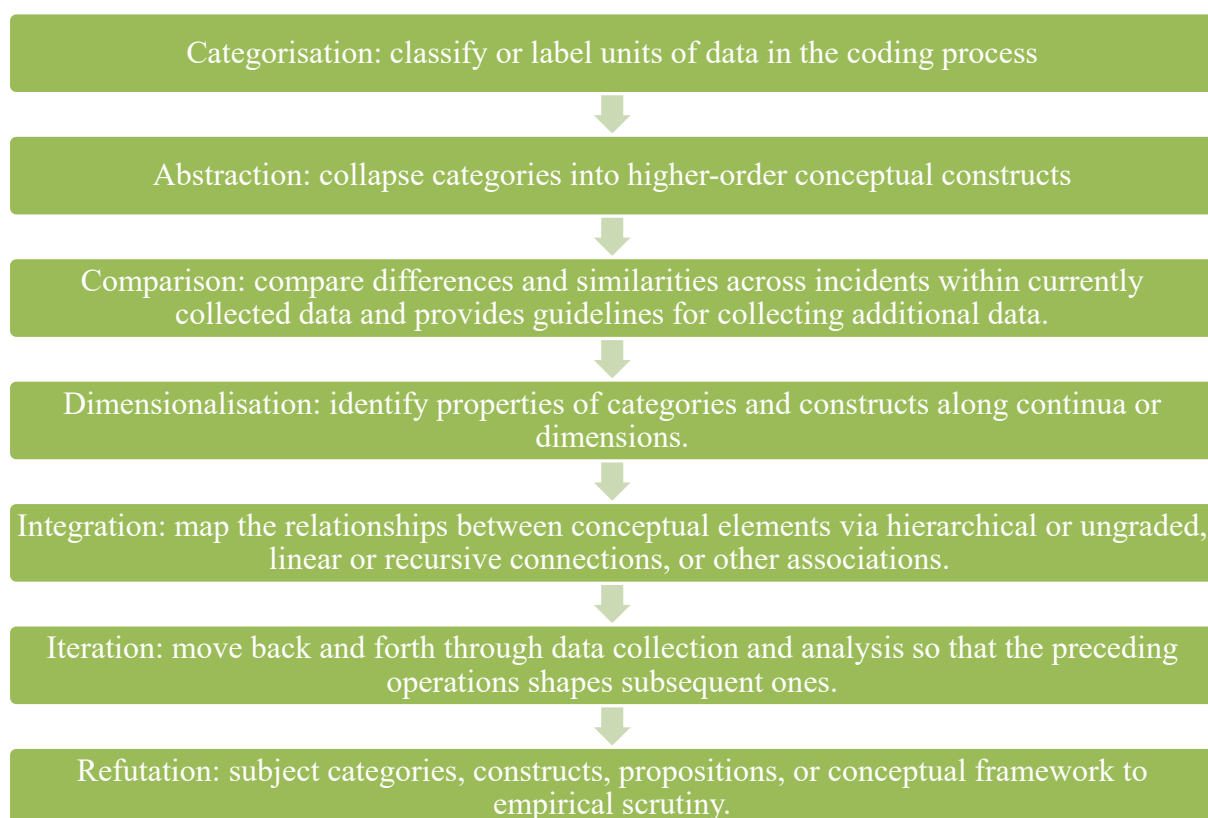 Categorisation: classify or label units of data in the coding process
Abstraction: collapse categories into higher-order conceptual constructs
Comparison: compare differences and similarities across incidents within currently
collected data and provides guidelines for collecting additional data.
Dimensionalisation: identify properties of categories and constructs along continua or
dimensions.
Integration: map the relationships between conceptual elements via hierarchical or ungraded,
linear or recursive connections, or other associations.
Iteration: move back and forth through data collection and analysis so that the preceding
operations shapes subsequent ones.
Refutation: subject categories, constructs, propositions, or conceptual framework to
empirical scrutiny.